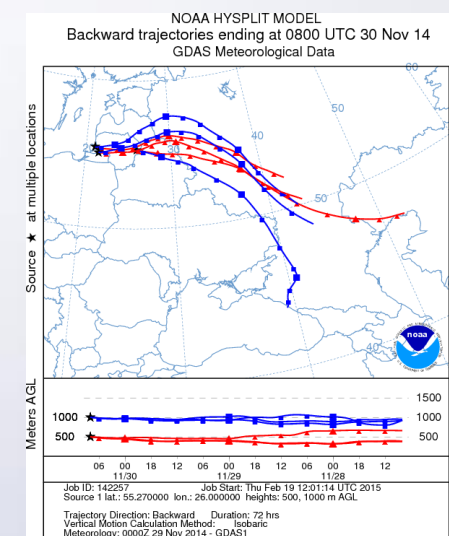 NOAA HYSPLIT MODEL
Backward trajectories ending at 0800 UTC 30 Nov 14
GDAS Meteorological Data
Source ★ at multiple locations
60
50
40
30
50
40
noaa
Meters AGL
1500
1000 1000
500 500
06 00 18 12 06 00 18 12 06 00 18 12
11/30 11/29 11/28
Job ID: 142257 Job Start: Thu Feb 19 12:01:14 UTC 2015
Source 1 lat.: 55.270000 lon.: 26.000000 heights: 500, 1000 m AGL
Trajectory Direction: Backward Duration: 72 hrs
Vertical Motion Calculation Method: Isobaric
Meteorology: 0000Z 29 Nov 2014 - GDAS1